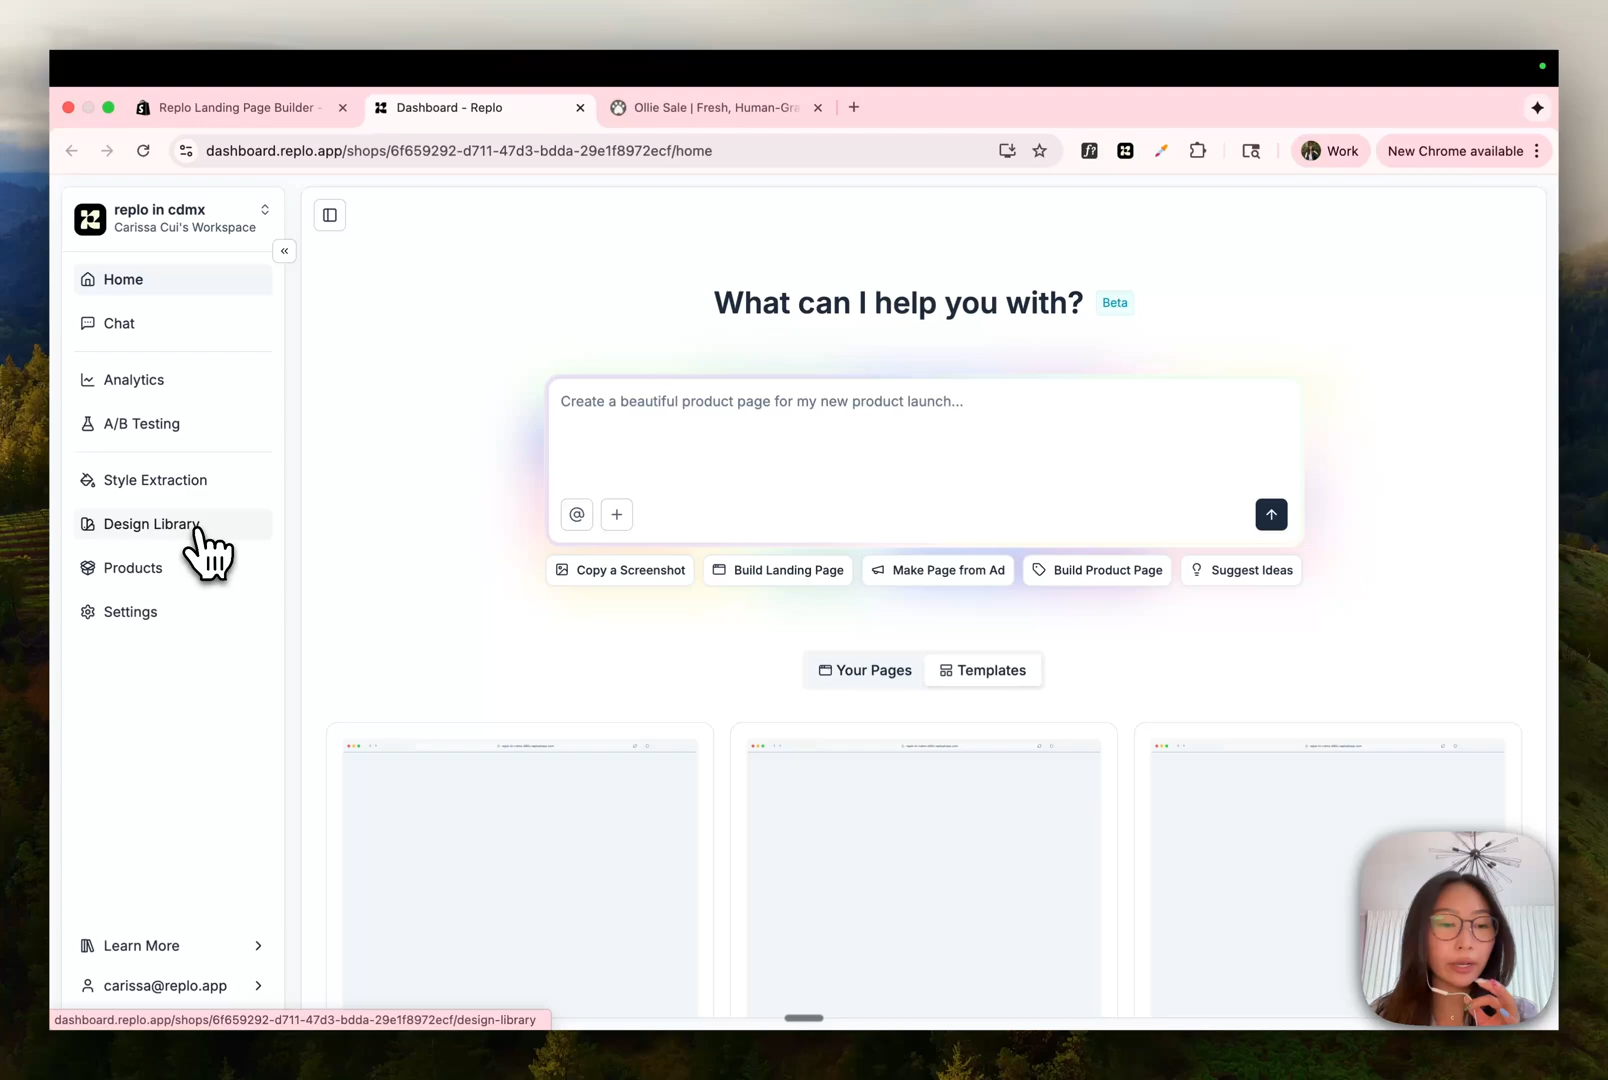 Replo Landing Page Builder -
Dashboard - Replo
Ollie Sale | Fresh, Human-Gra
dashboard.replo.app/shops/6f659292-d711-47d3-bdda-29e1f8972ecf/home
Work
New Chrome available
replo in cdmx
Carissa Cui's Workspace
Home
Chat
Analytics
A/B Testing
Style Extraction
Design Library
Products
Settings
Learn More
carissa@replo.app
What can I help you with?
Beta
Create a beautiful product page for my new product launch...
Copy a Screenshot
Build Landing Page
Make Page from Ad
Build Product Page
Suggest Ideas
Your Pages
Templates
dashboard.replo.app/shops/6f659292-d711-47d3-bdda-29e1f8972ecf/design-library